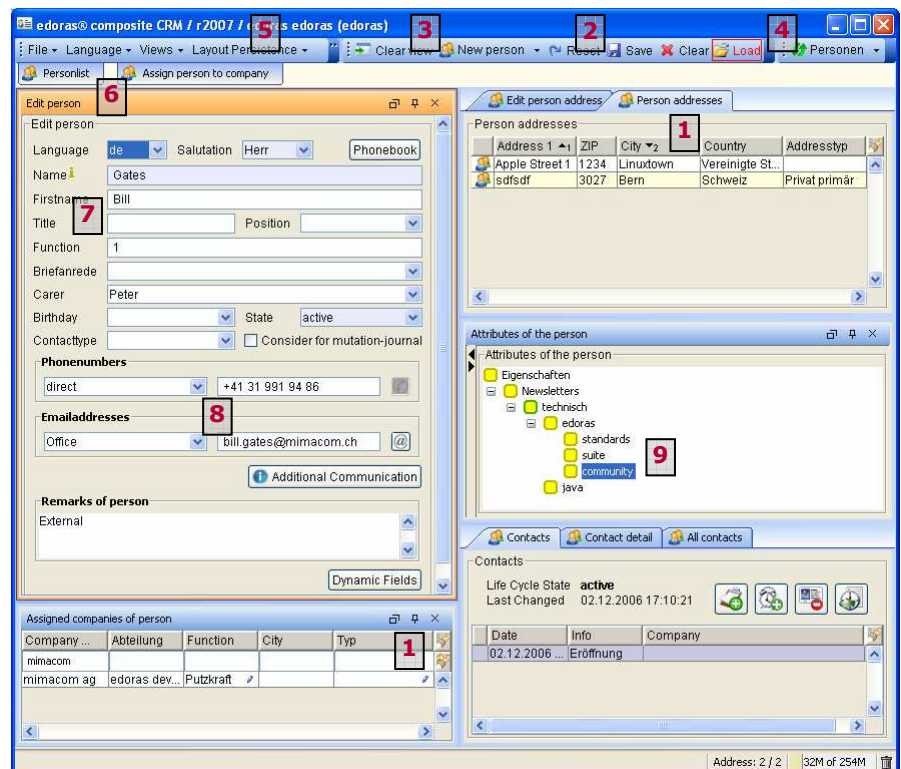 edoras® composite CRM / r2007 / edoras edoras (edoras)
File Language Views Layout Persistence 5 3 Clear view New person 2 Reset Save Clear Load 4 Personen
Personlist Assign person to company
6
Edit person
Edit person
Language de Salutation Herr Phonebook
Name Gates
Firstname Bill
7
Title Position
Function 1
Briefanrede
Carer Peter
Birthday State active
Contacttype Consider for mutation-journal
Phonenumbers
direct +41 31 991 94 86
Emailaddresses
8
Office bill.gates@mimacom.ch @
Additional Communication
Remarks of person
External
Dynamic Fields
Assigned companies of person
Company ... Abteilung Function City Typ
1
mimacom
mimacom ag edoras dev... Putzkraft
Edit person address Person addresses
Person addresses
1
Address 1 1 ZIP City 2 Country Addresstyp
Apple Street 1 1234 Linuxtown Vereinigte St...
sdfsdf 3027 Bern Schweiz Privat primär
Attributes of the person
Attributes of the person
Eigenschaften
Newsletters
technisch
edoras
standards
suite
9
community
java
Contacts Contact detail All contacts
Contacts
Life Cycle State active
Last Changed 02.12.2006 17:10:21
Date Info Company
02.12.2006 ... Eröffnung
Address: 2 / 2 32M of 254M